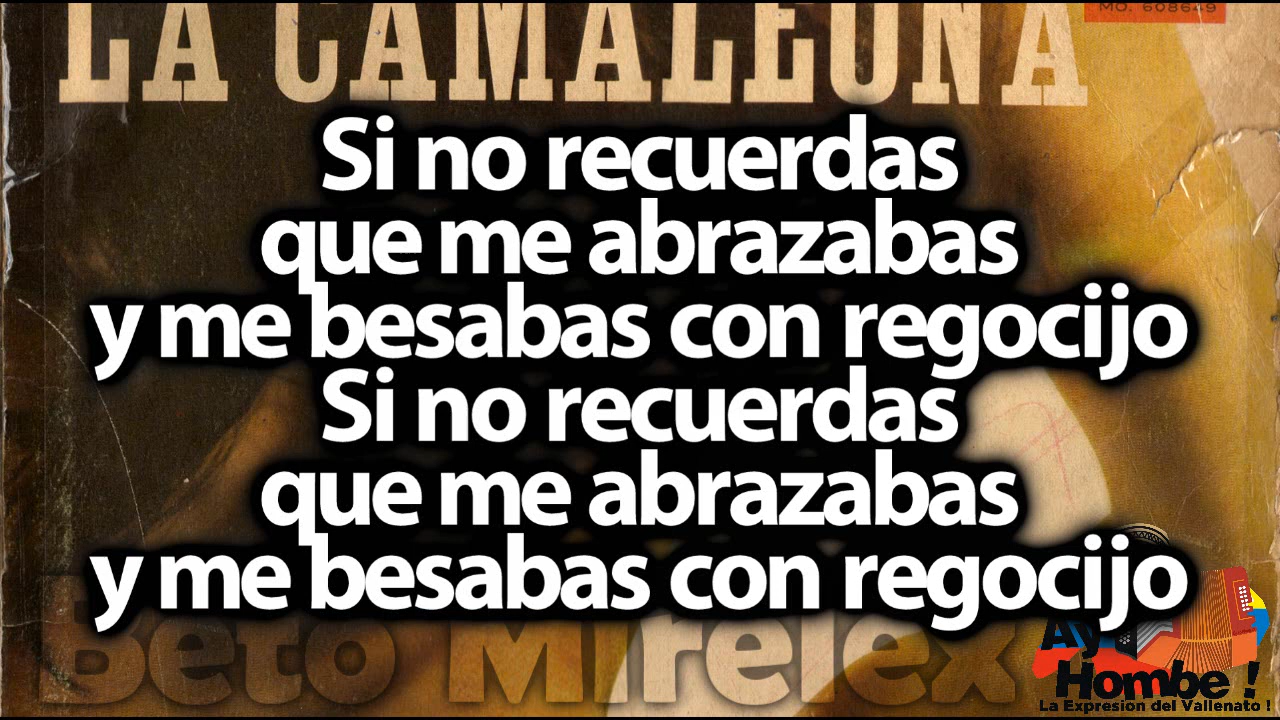 MO. 608649
LA CAMALEONA
Si no recuerdas
que me abrazabas
y me besabas con regocijo
Si no recuerdas
que me abrazabas
y me besabas con regocijo
Beto Mirelex
Ay
Hombe !
La Expresion del Vallenato !